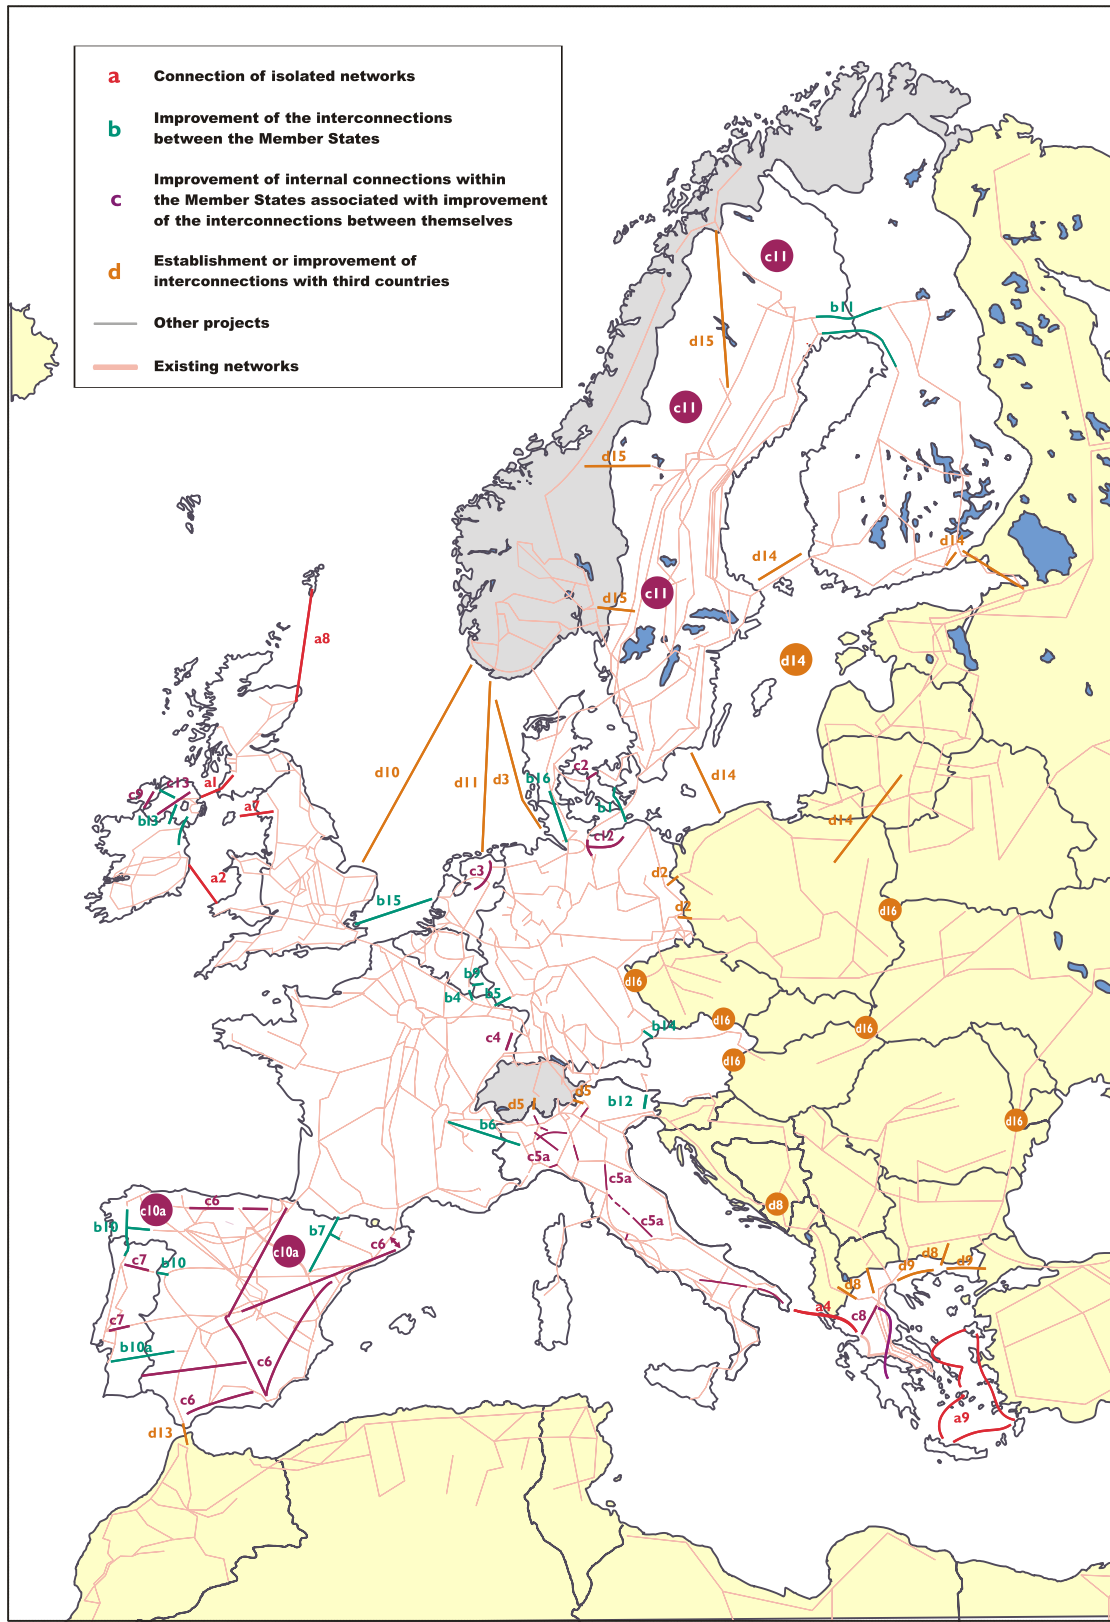 a Connection of isolated networks
b Improvement of the interconnections
between the Member States
c Improvement of internal connections within
the Member States associated with improvement
of the interconnections between themselves
d Establishment or improvement of
interconnections with third countries
Other projects
Existing networks
c11
b11
d15
c11
d15
d14
d14
c11
d15
a8
d14
d10
d11
d3
b16
c2
d14
b1
c9
c13
a1
a7
b13
d14
c12
c3
a2
d2
b15
d2
d16
b9
b4
b5
d16
d16
b14
d16
c4
d16
d5
d5
b12
d16
b6
c5a
c5a
c5a
d8
c6
c10a
b10
b7
c6
c10a
c7
b10
d8
d9
d9
d8
a4
c8
c7
b10a
c6
c6
a9
d13